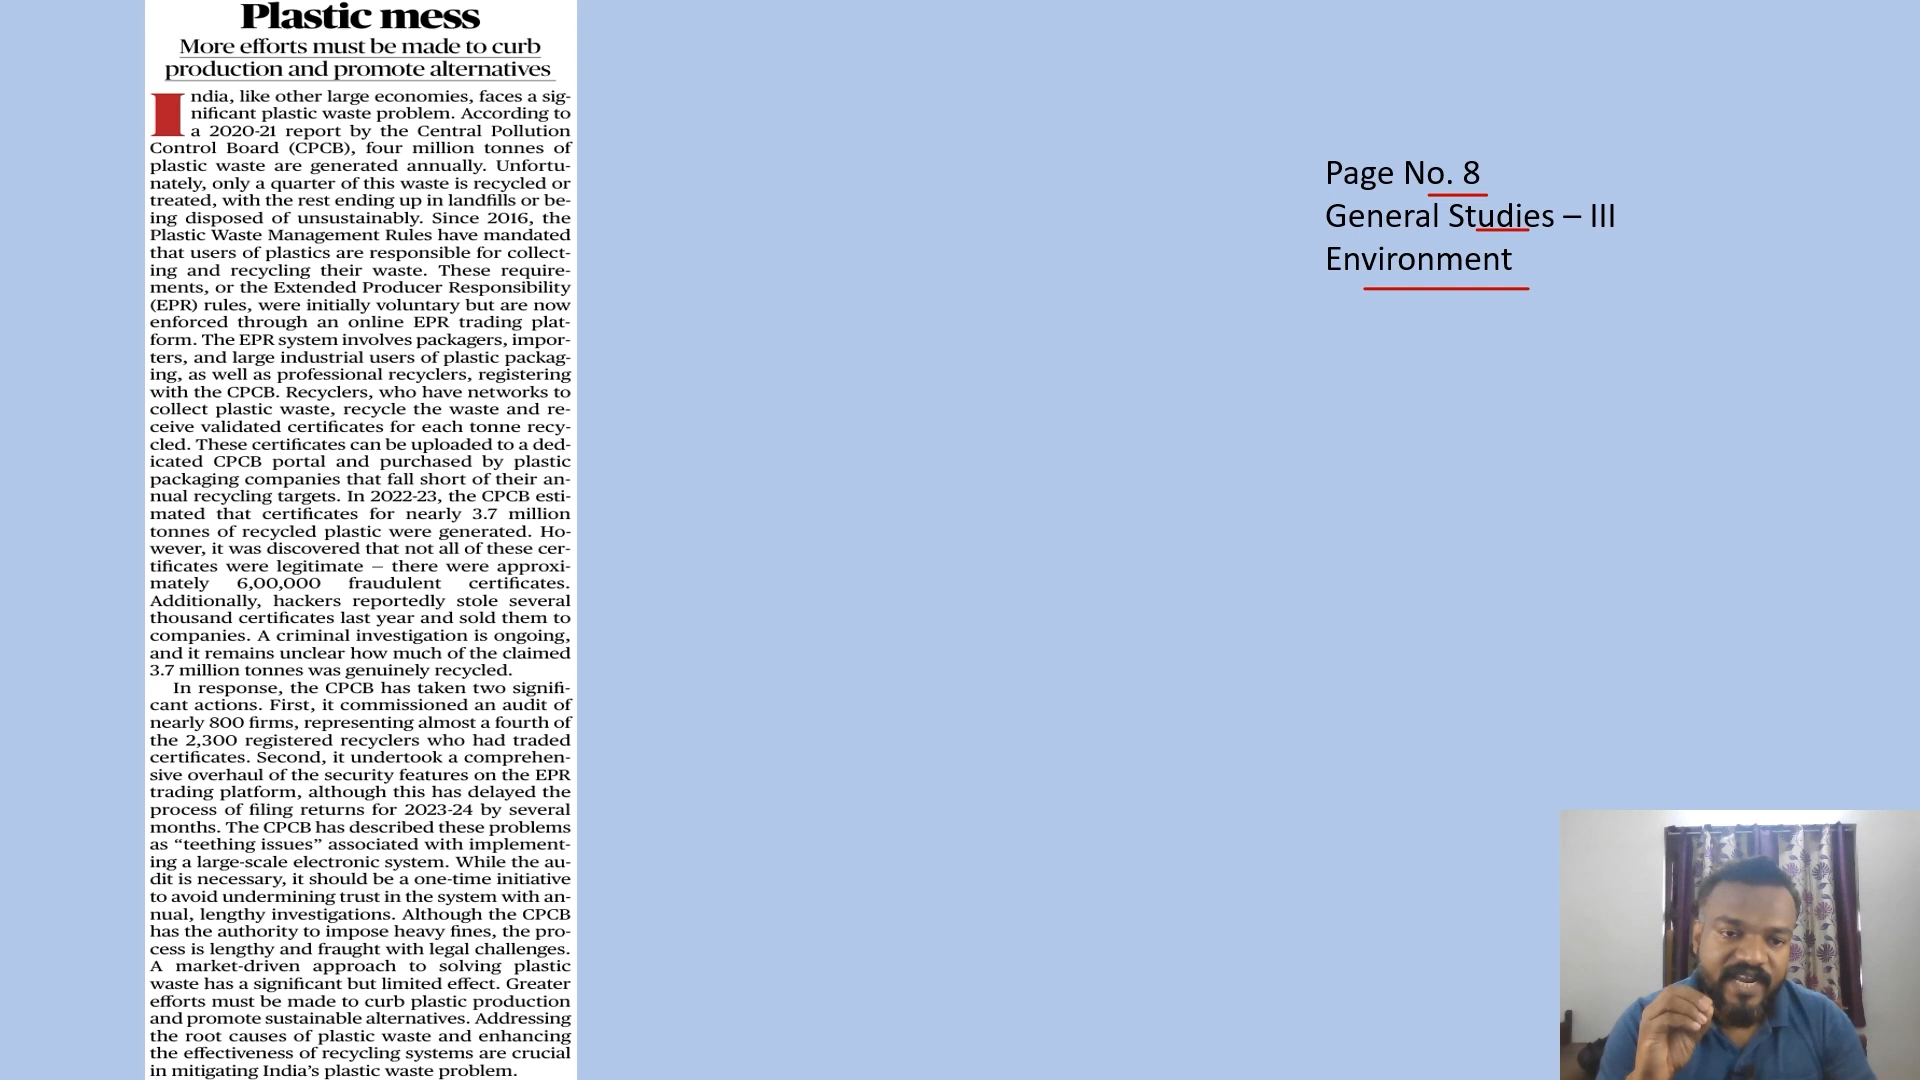 Plastic mess
More efforts must be made to curb
production and promote alternatives
India, like other large economies, faces a sig-
nificant plastic waste problem. According to
a 2020-21 report by the Central Pollution
Control Board (CPCB), four million tonnes of
plastic waste are generated annually. Unfortu-
nately, only a quarter of this waste is recycled or
treated, with the rest ending up in landfills or be-
ing disposed of unsustainably. Since 2016, the
Plastic Waste Management Rules have mandated
that users of plastics are responsible for collect-
ing and recycling their waste. These require-
ments, or the Extended Producer Responsibility
(EPR) rules, were initially voluntary but are now
enforced through an online EPR trading plat-
form. The EPR system involves packagers, impor-
ters, and large industrial users of plastic packag-
ing, as well as professional recyclers, registering
with the CPCB. Recyclers, who have networks to
collect plastic waste, recycle the waste and re-
ceive validated certificates for each tonne recy-
cled. These certificates can be uploaded to a ded-
icated CPCB portal and purchased by plastic
packaging companies that fall short of their an-
nual recycling targets. In 2022-23, the CPCB esti-
mated that certificates for nearly 3.7 million
tonnes of recycled plastic were generated. Ho-
wever, it was discovered that not all of these cer-
tificates were legitimate – there were approxi-
mately 6,00,000 fraudulent certificates.
Additionally, hackers reportedly stole several
thousand certificates last year and sold them to
companies. A criminal investigation is ongoing,
and it remains unclear how much of the claimed
3.7 million tonnes was genuinely recycled.
In response, the CPCB has taken two signifi-
cant actions. First, it commissioned an audit of
nearly 800 firms, representing almost a fourth of
the 2,300 registered recyclers who had traded
certificates. Second, it undertook a comprehen-
sive overhaul of the security features on the EPR
trading platform, although this has delayed the
process of filing returns for 2023-24 by several
months. The CPCB has described these problems
as “teething issues” associated with implement-
ing a large-scale electronic system. While the au-
dit is necessary, it should be a one-time initiative
to avoid undermining trust in the system with an-
nual, lengthy investigations. Although the CPCB
has the authority to impose heavy fines, the pro-
cess is lengthy and fraught with legal challenges.
A market-driven approach to solving plastic
waste has a significant but limited effect. Greater
efforts must be made to curb plastic production
and promote sustainable alternatives. Addressing
the root causes of plastic waste and enhancing
the effectiveness of recycling systems are crucial
in mitigating India’s plastic waste problem.
Page No. 8
General Studies – III
Environment